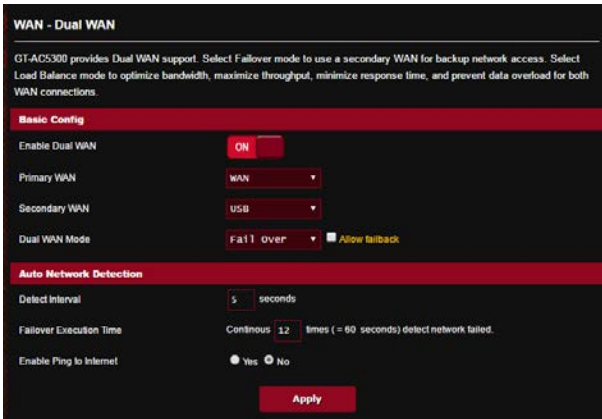 WAN - Dual WAN
GT-AC5300 provides Dual WAN support. Select Failover mode to use a secondary WAN for backup network access. Select
Load Balance mode to optimize bandwidth, maximize throughput, minimize response time, and prevent data overload for both
WAN connections.
Basic Config
Enable Dual WAN ON
Primary WAN WAN
Secondary WAN USB
Dual WAN Mode Fail Over Allow failback
Auto Network Detection
Detect Interval 5 seconds
Failover Execution Time Continous 12 times ( = 60 seconds) detect network failed.
Enable Ping to Internet Yes No
Apply